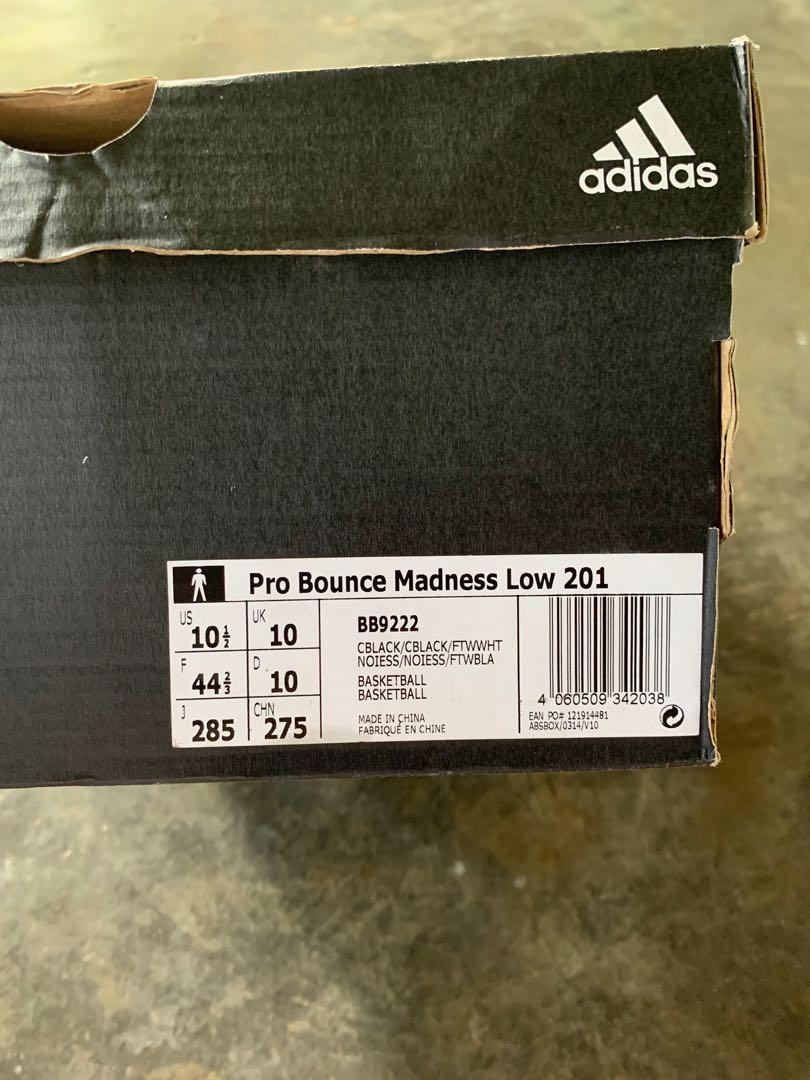 adidas
Pro Bounce Madness Low 201
US
10½
UK
10
F
44⅔
D
10
J
285
CHN
275
BB9222
CBLACK/CBLACK/FTWWHT
NOIESS/NOIESS/FTWBLA
BASKETBALL
BASKETBALL
MADE IN CHINA
FABRIQUÉ EN CHINE
4 060509 342038
EAN PO# 121914481
ABSBOX/0314/V10